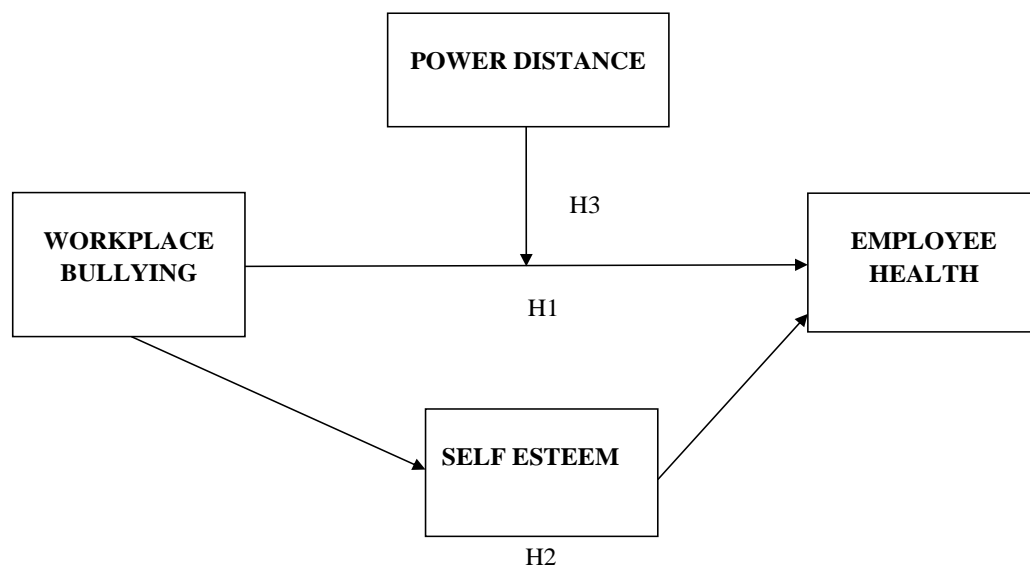 POWER DISTANCE
H3
WORKPLACE
BULLYING
EMPLOYEE
HEALTH
H1
SELF ESTEEM
H2